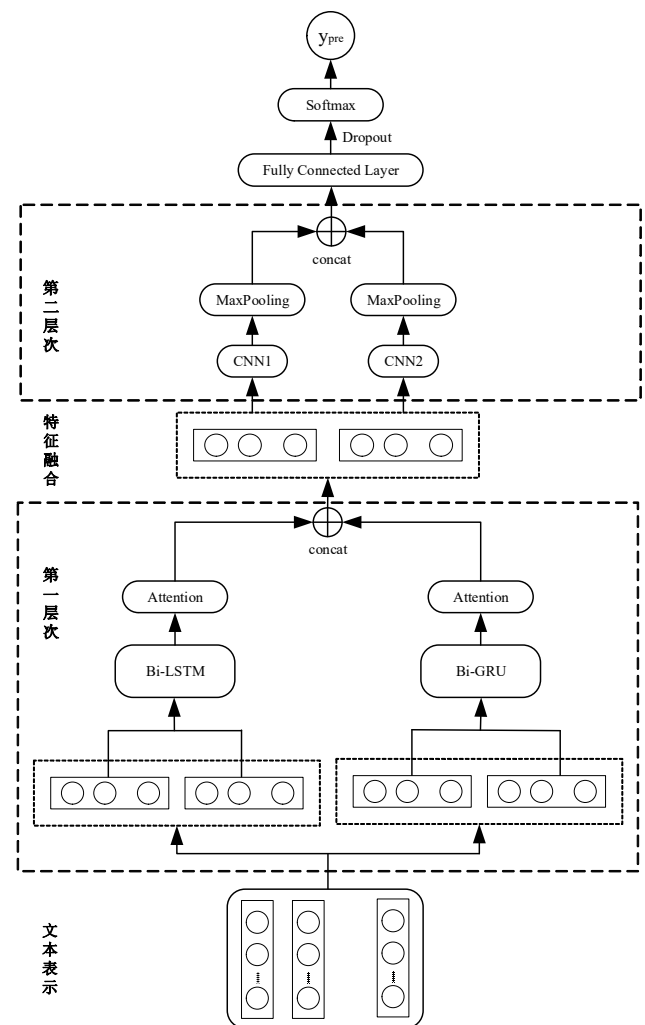 ypre
Softmax
Dropout
Fully Connected Layer
concat
第二层次
MaxPooling MaxPooling
CNN1 CNN2
特征融合
concat
第一层次
Attention Attention
Bi-LSTM Bi-GRU
文本表示